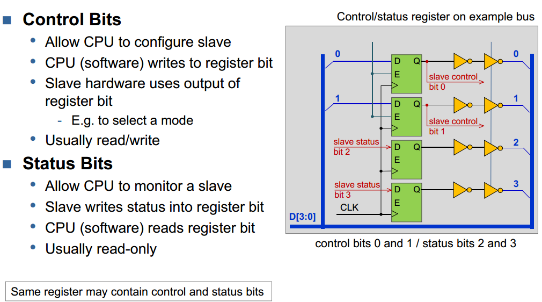 Control Bits
Allow CPU to configure slave
CPU (software) writes to register bit
Slave hardware uses output of
register bit
- E.g. to select a mode
Usually read/write
Status Bits
Allow CPU to monitor a slave
Slave writes status into register bit
CPU (software) reads register bit
Usually read-only
Same register may contain control and status bits
Control/status register on example bus
0
D Q
E
0
slave control
bit 0
1
D Q
E
1
slave control
bit 1
slave status
bit 2
D Q
E
2
slave status
bit 3
D Q
E
3
CLK
D[3:0]
control bits 0 and 1 / status bits 2 and 3